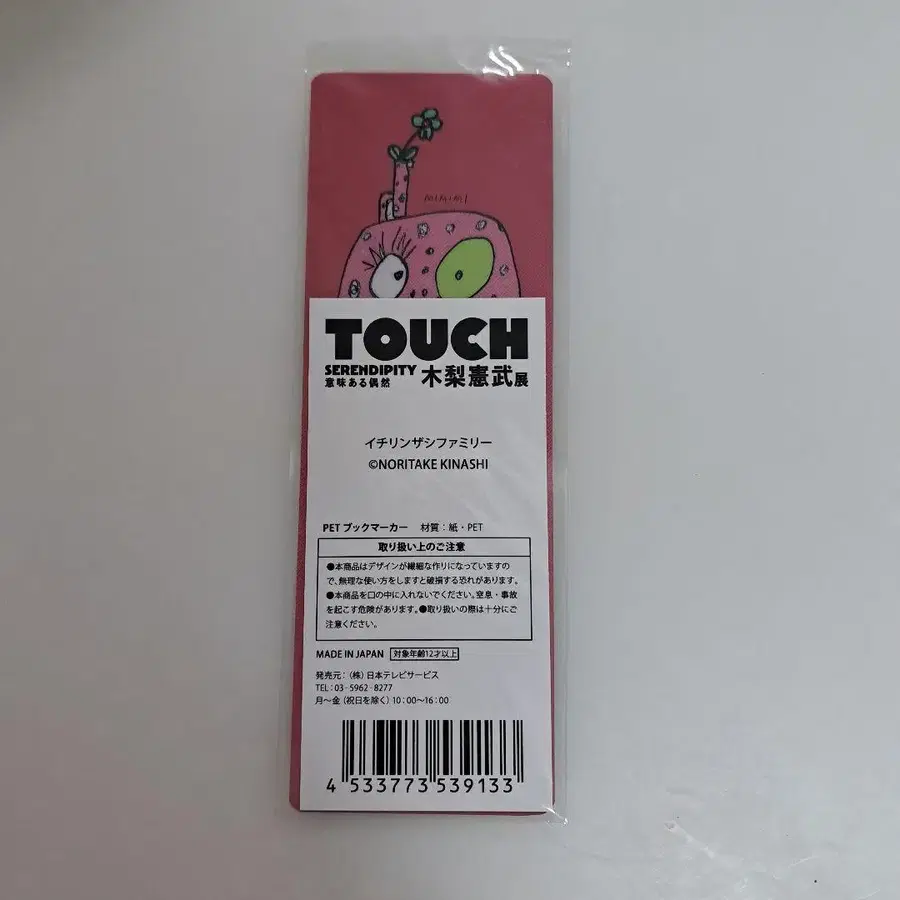 mimimi
TOUCH
SERENDIPITY
意味ある偶然
木梨憲武展
イチリンザシファミリー
©NORITAKE KINASHI
PET ブックマーカー 材質:紙・PET
取り扱い上のご注意
●本商品はデザインが繊細な作りになっていますの
で、無理な使い方をしますと破損する恐れがあります。
●本商品を口の中に入れないでください。窒息・事故
を起こす危険があります。●取り扱いの際は十分にご
注意ください。
MADE IN JAPAN 対象年齢12才以上
発売元:(株)日本テレビサービス
TEL:03-5962-8277
月~金(祝日を除く)10:00~16:00
4 533773 539133